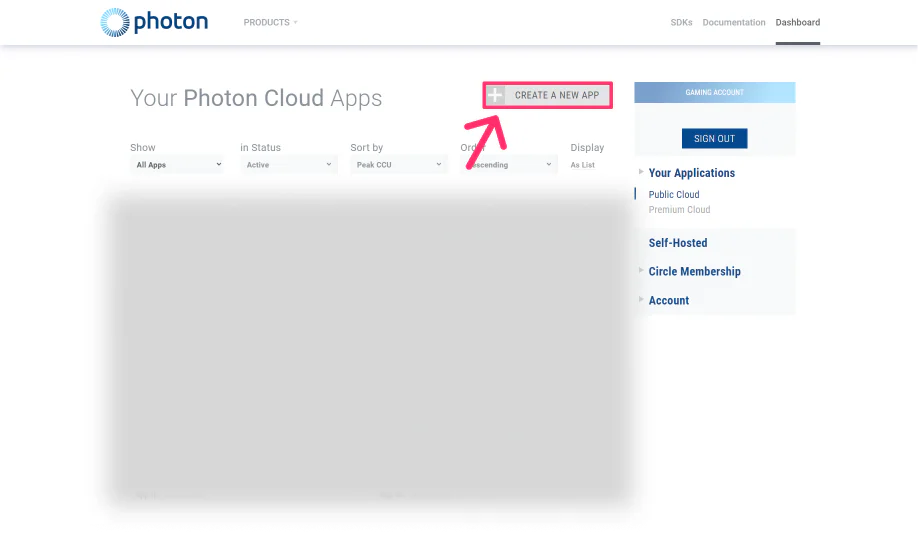 photon
PRODUCTS
SDKs Documentation Dashboard
Your Photon Cloud Apps
CREATE A NEW APP
GAMING ACCOUNT
SIGN OUT
Show in Status Sort by Display
All Apps Active Peak CCU As List
Your Applications
Public Cloud
Premium Cloud
Self-Hosted
Circle Membership
Account